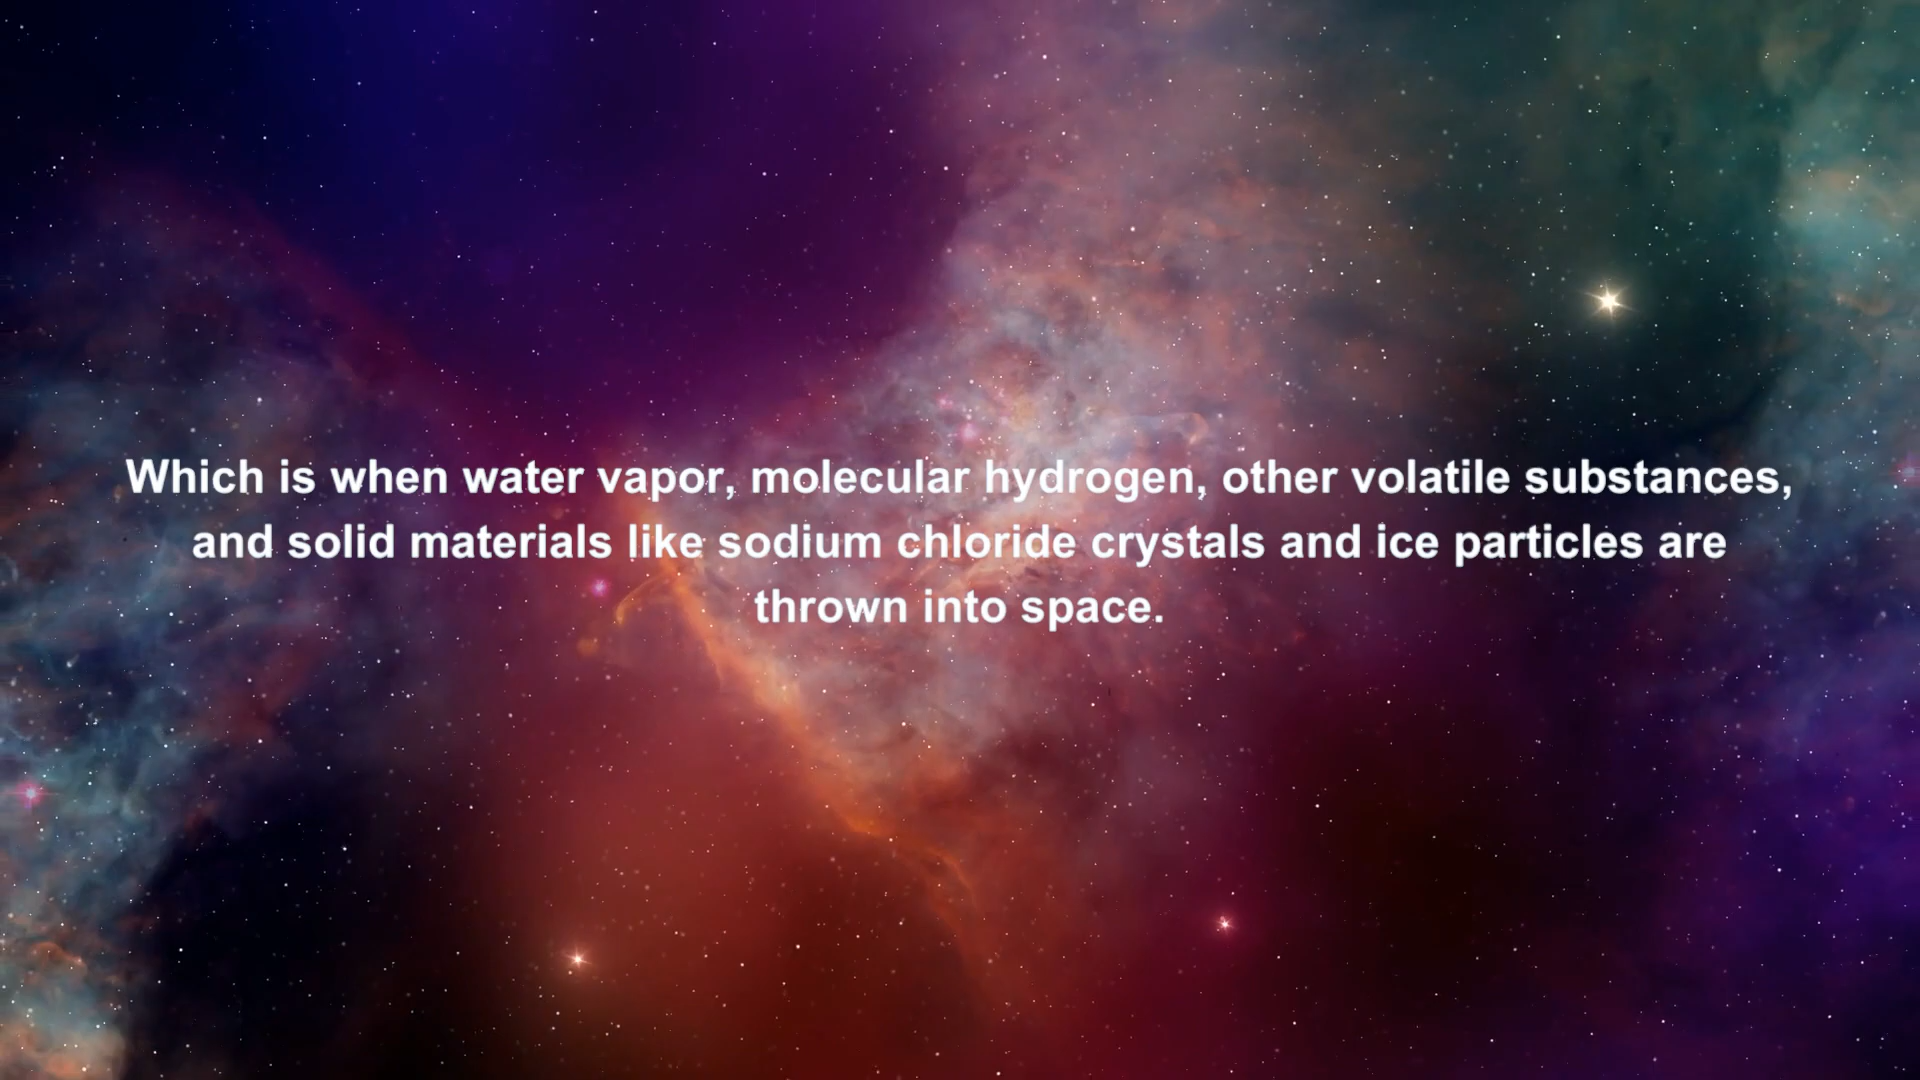 Which is when water vapor, molecular hydrogen, other volatile substances,
and solid materials like sodium chloride crystals and ice particles are
thrown into space.